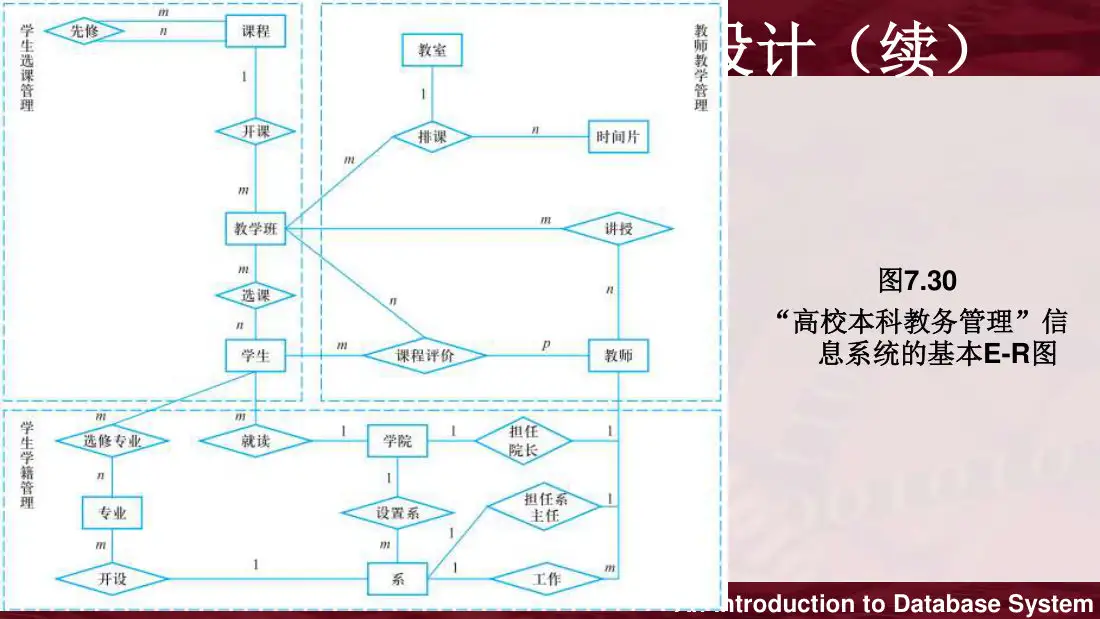 设计（续）
学生选课管理
先修
m
n
课程
1
开课
m
教学班
m
选课
n
学生
教师教学管理
教室
1
排课
n
时间片
m
m
讲授
n
n
m
课程评价
p
教师
学生学籍管理
m
选修专业
n
专业
m
开设
1
m
就读
1
学院
1
担任
院长
1
1
设置系
m
系
1
担任系
主任
1
1
工作
m
图7.30
“高校本科教务管理”信
息系统的基本E-R图
Introduction to Database System